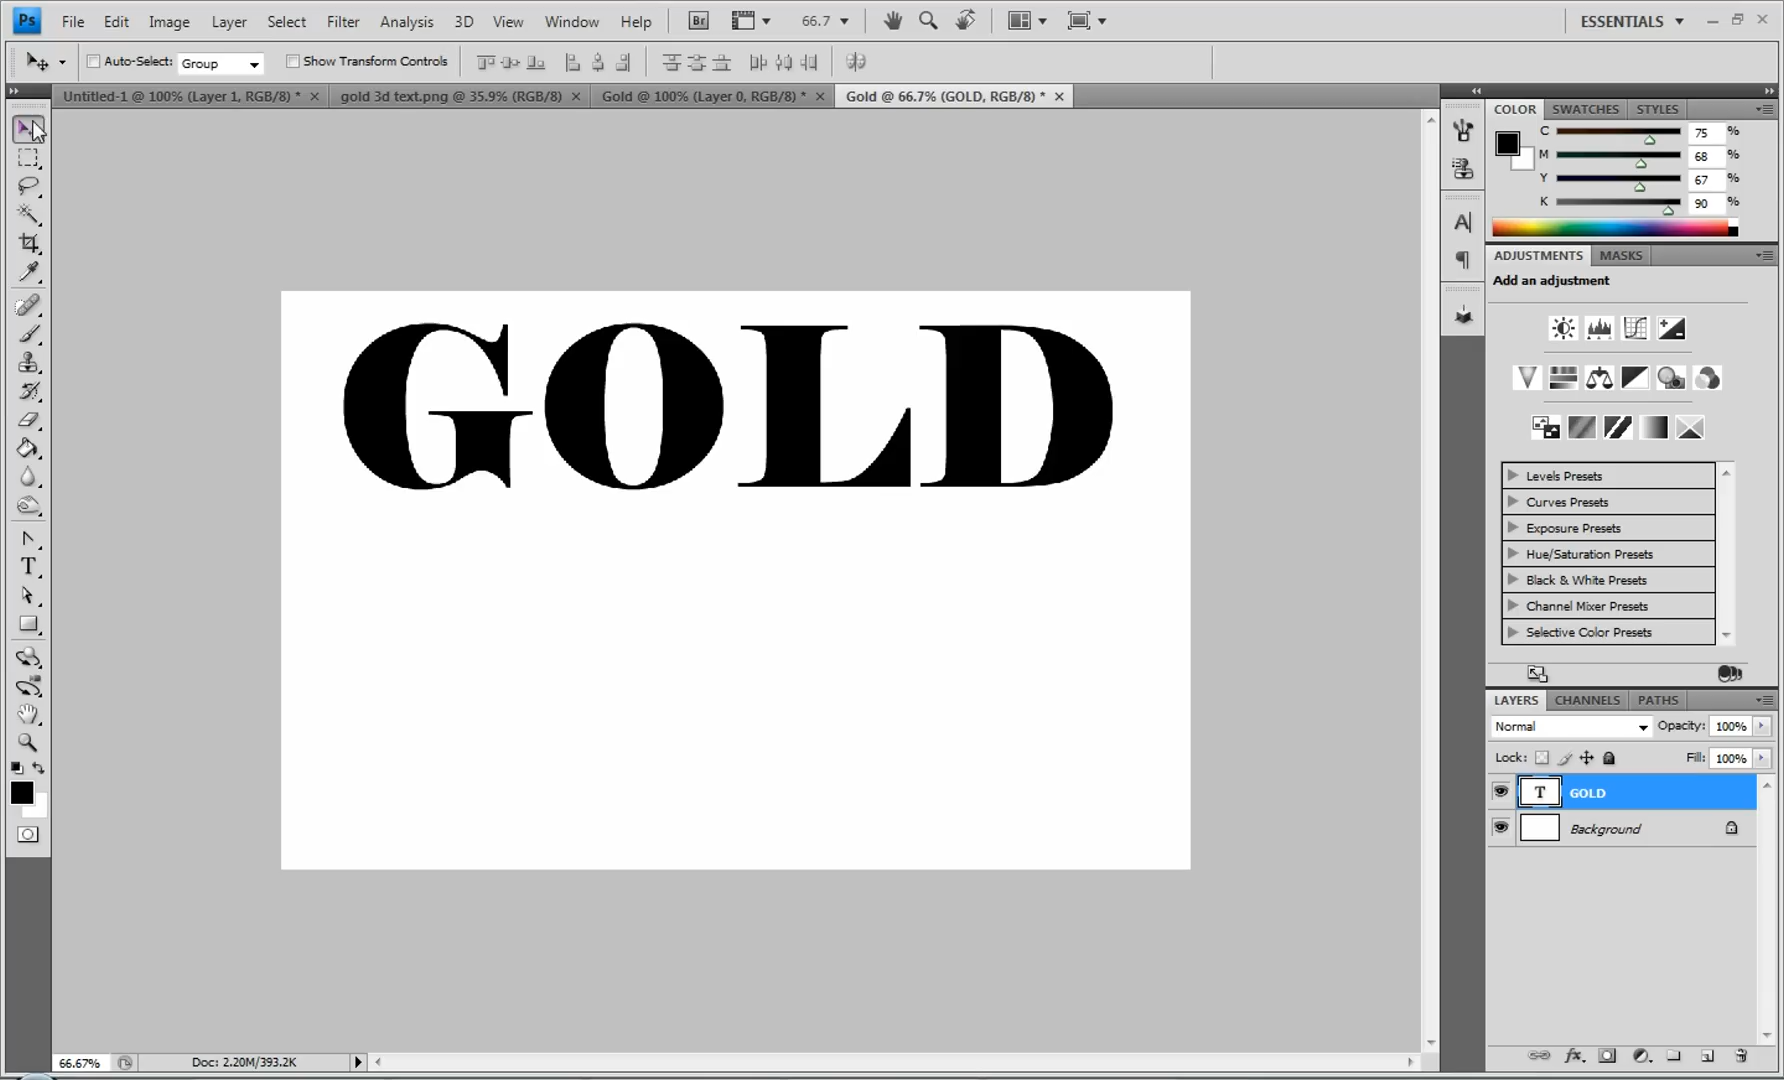 Ps File Edit Image Layer Select Filter Analysis 3D View Window Help Br 66.7 ESSENTIALS
Auto-Select: Group Show Transform Controls
Untitled-1 @ 100% (Layer 1, RGB/8) * gold 3d text.png @ 35.9% (RGB/8) Gold @ 100% (Layer 0, RGB/8) * Gold @ 66.7% (GOLD, RGB/8) *
COLOR SWATCHES STYLES
C 75 %
M 68 %
Y 67 %
K 90 %
ADJUSTMENTS MASKS
Add an adjustment
GOLD
Levels Presets
Curves Presets
Exposure Presets
Hue/Saturation Presets
Black & White Presets
Channel Mixer Presets
Selective Color Presets
LAYERS CHANNELS PATHS
Normal Opacity: 100%
Lock: Fill: 100%
T GOLD
Background
66.67% Doc: 2.20M/393.2K
fx